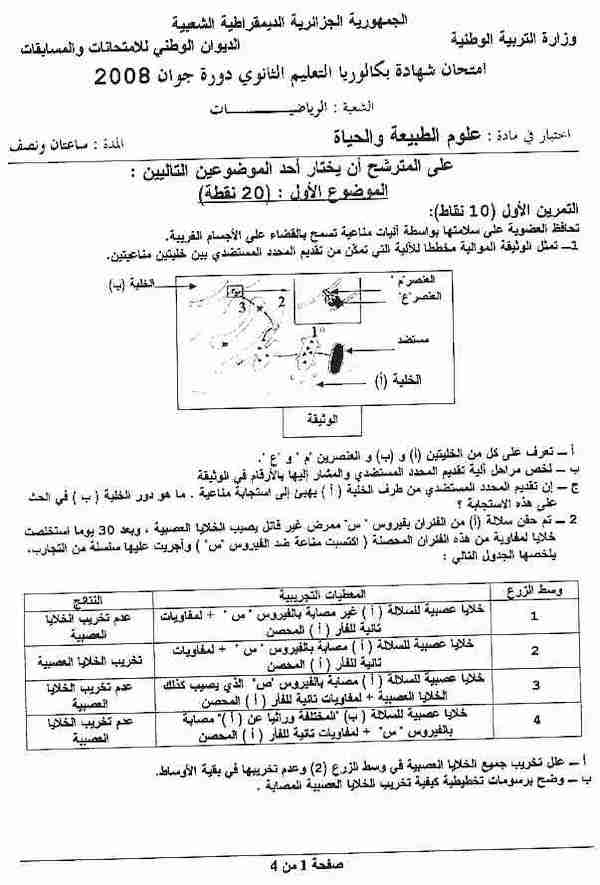 الجمهورية الجزائرية الديمقراطية الشعبية
وزارة التربية الوطنية الديوان الوطني للامتحانات والمسابقات
امتحان شهادة بكالوريا التعليم الثانوي دورة جوان 2008
الشعبة : الرياضيـــــــــات
اختبار في مادة : علوم الطبيعة والحياة المدة : ساعتان ونصف
على المترشح أن يختار أحد الموضوعين التاليين :
الموضوع الأول : (20 نقطة)
التمرين الأول (10 نقاط):
تحافظ العضوية على سلامتها بواسطة آليات مناعية تسمح بالقضاء على الأجسام الغريبة.
1ــ تمثل الوثيقة الموالية مخططا للآلية التي تمكّن من تقديم المحدد المستضدي بين خليتين مناعيتين.
الخلية (ب)
العنصر"م"
العنصر"ع"
2
3
1
مستضد
الخلية (أ)
الوثيقة
أ ــ تعرف على كل من الخليتين (أ) و (ب) و العنصرين "م" و "ع".
ب ــ لخص مراحل آلية تقديم المحدد المستضدي والمشار إليها بالأرقام في الوثيقة
ج ــ إن تقديم المحدد المستضدي من طرف الخلية ( أ ) يهيئ إلى استجابة مناعية . ما هو دور الخلية ( ب ) في الحث
على هذه الاستجابة ؟
2 ــ تم حقن سلالة (أ) من الفئران بفيروس " س" ممرض غير قاتل يصيب الخلايا العصبية ، وبعد 30 يوما استخلصت
خلايا لمفاوية من هذه الفئران المحصنة ( اكتسبت مناعة ضد الفيروس "س" ) وأجريت عليها سلسلة من التجارب،
يلخصها الجدول التالي :
وسط الزرع المعطيات التجريبية النتائج
1 خلايا عصبية للسلالة ( أ ) غير مصابة بالفيروس " س " + لمفاويات تائية للفأر ( أ ) المحصن عدم تخريب الخلايا العصبية
2 خلايا عصبية للسلالة ( أ ) مصابة بالفيروس " س " + لمفاويات تائية للفأر ( أ ) المحصن تخريب الخلايا العصبية
3 خلايا عصبية للسلالة ( أ ) مصابة بالفيروس "ص" الذي يصيب كذلك الخلايا العصبية + لمفاويات تائية للفأر ( أ ) المحصن عدم تخريب الخلايا العصبية
4 خلايا عصبية للسلالة (ب) "المختلفة وراثيا عن ( أ )" مصابة بالفيروس " س" + لمفاويات تائية للفأر ( أ ) المحصن عدم تخريب الخلايا العصبية
أ ــ علل تخريب جميع الخلايا العصبية في وسط الزرع (2) وعدم تخريبها في بقية الأوساط.
ب ــ وضح برسومات تخطيطية كيفية تخريب الخلايا العصبية المصابة .
صفحة 1 من 4